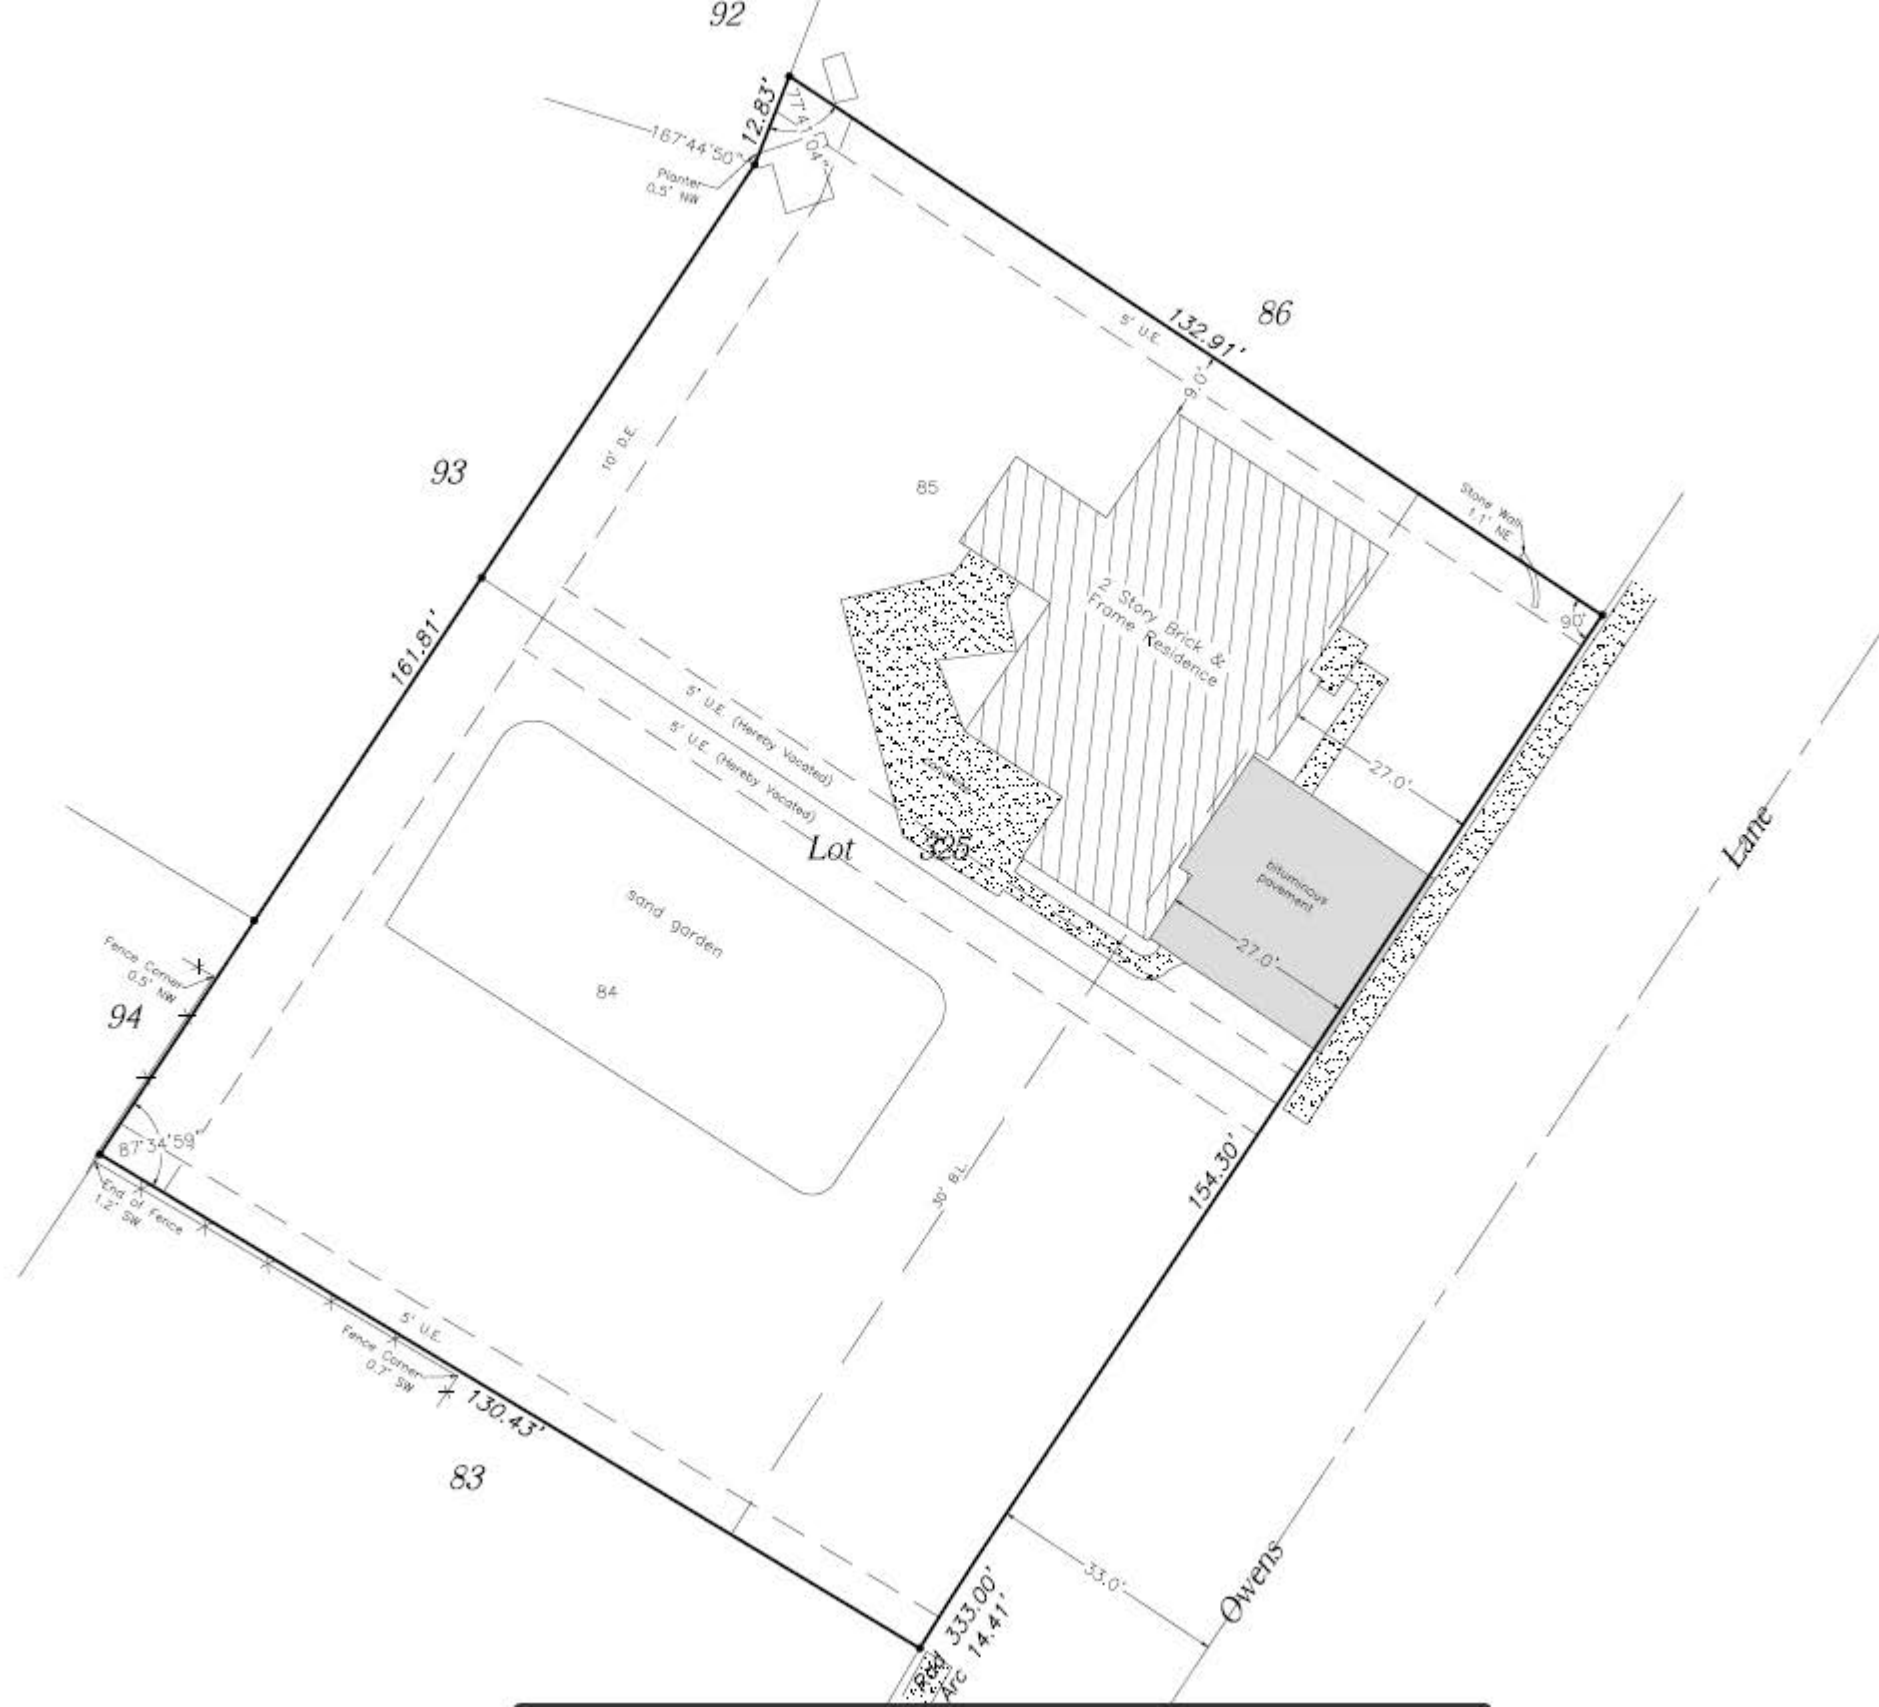 92
12.83'
77°41'04"
167°44'50"
Planter
0.5' NW
86
132.91'
5' U.E.
9.0'
10' D.E.
93
85
Stone Wall
1.1' NE
90°
2 Story Brick &
Frame Residence
161.81'
5' U.E. (Hereby Vacated)
5' U.E. (Hereby Vacated)
27.0'
Lot 325
bituminous
pavement
Lane
sand garden
27.0'
84
Fence Corner
0.5' NW
94
87°34'59"
End of Fence
1.2' SW
30' B.L.
154.30'
5' U.E.
Fence Corner
0.7' SW
130.43'
83
33.0'
Owens
Rad 333.00'
Arc 14.41'